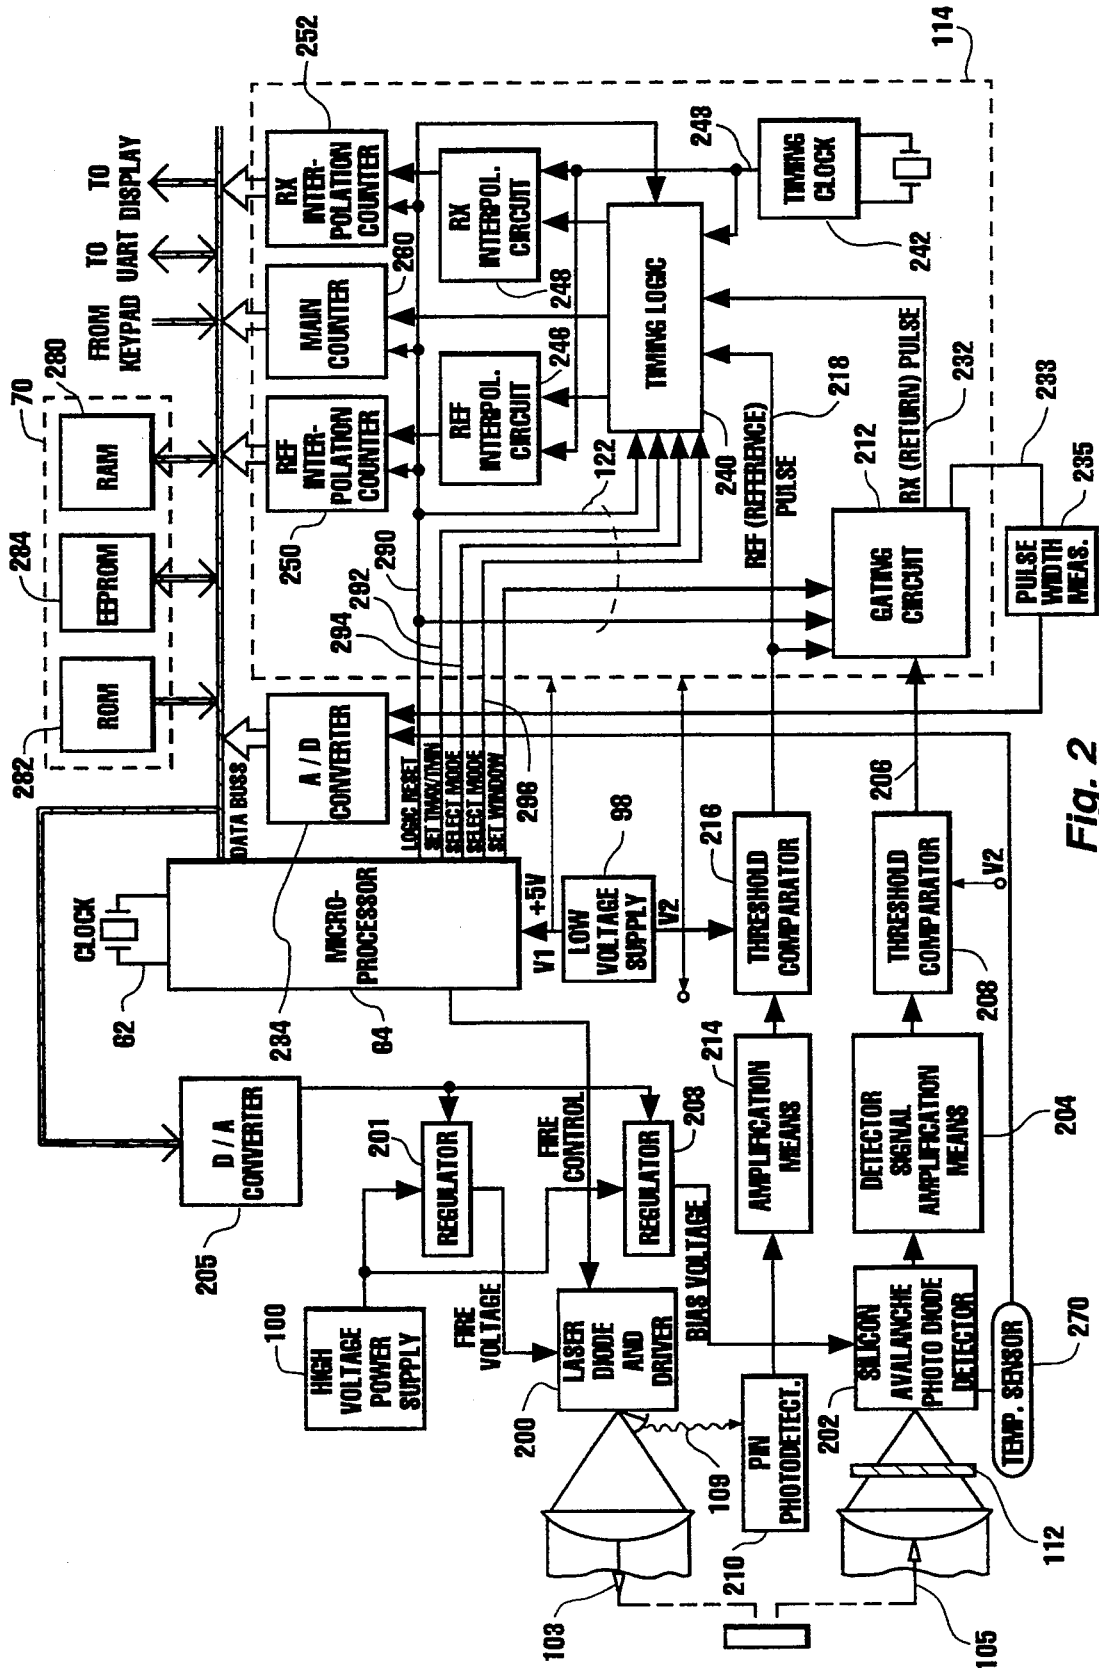 205
D / A
CONVERTER
62
CLOCK
282
ROM
284
EEPROM
70
280
RAM
FROM
KEYPAD
TO
UART
TO
DISPLAY
DATA BUSS
100
HIGH
VOLTAGE
POWER
SUPPLY
201
REGULATOR
FIRE
VOLTAGE
64
MICRO-
PROCESSOR
284
A / D
CONVERTER
250
REF
INTER-
POLATION
COUNTER
MAIN
COUNTER
260
RX
INTER-
POLATION
COUNTER
252
LOGIC RESET
SET TMAX/TMIN
SELECT MODE
SELECT MODE
SET WINDOW
290
292
294
296
122
REF
INTERPOL.
CIRCUIT
246
RX
INTERPOL.
CIRCUIT
248
FIRE
CONTROL
V1
+5V
103
200
LASER
DIODE
AND
DRIVER
REGULATOR
203
LOW
VOLTAGE
SUPPLY
98
V2
TIMING LOGIC
240
243
BIAS VOLTAGE
109
210
PIN
PHOTODETECT.
214
AMPLIFICATION
MEANS
216
THRESHOLD
COMPARATOR
REF (REFERENCE)
PULSE
218
TIMING
CLOCK
242
202
SILICON
AVALANCHE
PHOTO DIODE
DETECTOR
DETECTOR
SIGNAL
AMPLIFICATION
MEANS
204
THRESHOLD
COMPARATOR
208
V2
206
GATING
CIRCUIT
212
RX (RETURN) PULSE
232
114
105
112
TEMP. SENSOR
270
PULSE
WIDTH
MEAS.
233
235
Fig. 2